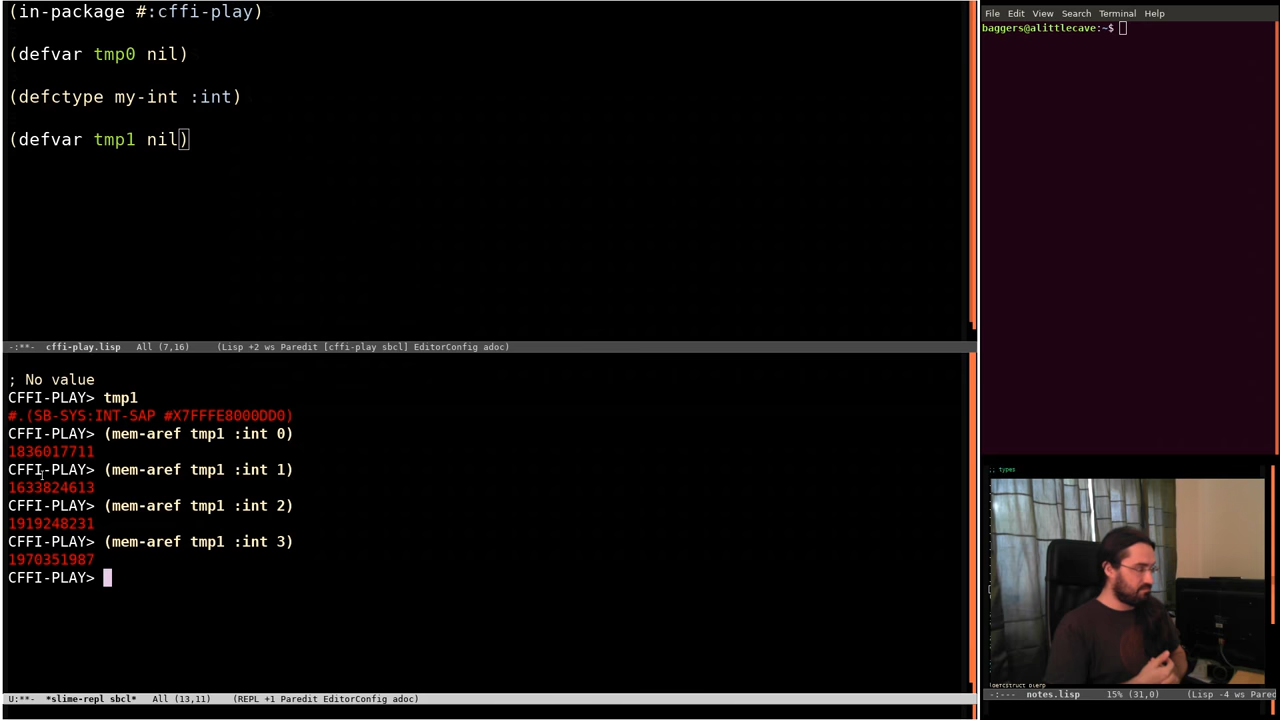 (in-package #:cffi-play)
(defvar tmp0 nil)
(defctype my-int :int)
(defvar tmp1 nil)
-:**-  cffi-play.lisp   All (7,16)     (Lisp +2 ws Paredit [cffi-play sbcl] EditorConfig adoc)
; No value
CFFI-PLAY> tmp1
#.(SB-SYS:INT-SAP #X7FFFE8000DD0)
CFFI-PLAY> (mem-aref tmp1 :int 0)
1836017711
CFFI-PLAY> (mem-aref tmp1 :int 1)
1633824613
CFFI-PLAY> (mem-aref tmp1 :int 2)
1919248231
CFFI-PLAY> (mem-aref tmp1 :int 3)
1970351987
CFFI-PLAY>
U:**-  *slime-repl sbcl*   All (13,11)    (REPL +1 Paredit EditorConfig adoc)
File Edit View Search Terminal Help
baggers@alittlecave:~$
;; types
-:---  notes.lisp     15% (31,0)     (Lisp -4 ws Pared